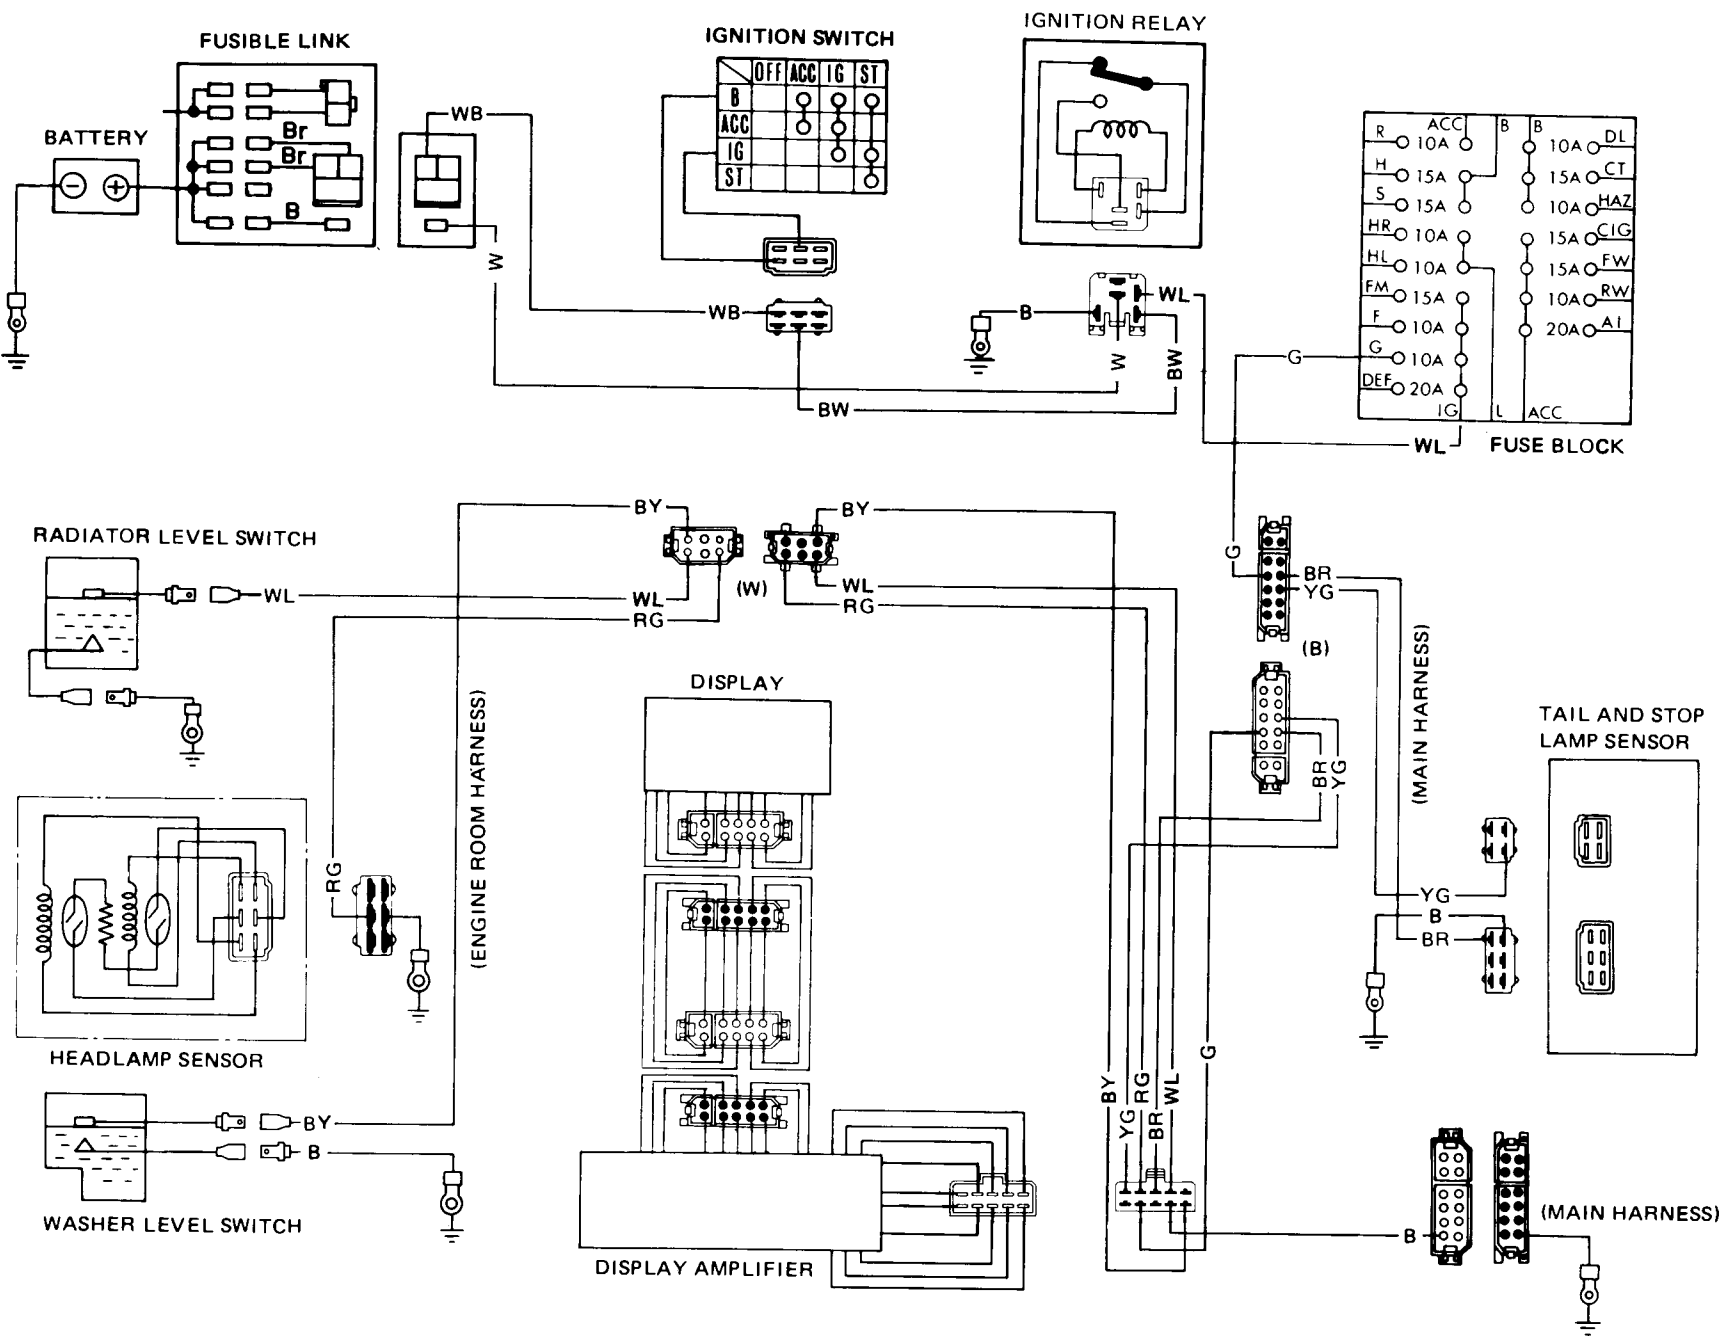 FUSIBLE LINK
IGNITION SWITCH
IGNITION RELAY
BATTERY
Br
Br
B
WB
W
OFF ACC IG ST
B
ACC
IG
ST
WB
BW
B
W
BW
WL
R 10A ACC B B 10A DL
H 15A 15A CT
S 15A 10A HAZ
HR 10A 15A CIG
HL 10A 15A FW
FM 15A 10A RW
F 10A 20A A I
G 10A
DEF 20A
IG L ACC
G
WL
FUSE BLOCK
RADIATOR LEVEL SWITCH
WL
BY
WL
RG
(W)
BY
WL
RG
G
BR
YG
(B)
(MAIN HARNESS)
BR
YG
DISPLAY
(ENGINE ROOM HARNESS)
RG
HEADLAMP SENSOR
TAIL AND STOP
LAMP SENSOR
YG
B
BR
BY
YG
RG
BR
WL
G
BY
B
WASHER LEVEL SWITCH
DISPLAY AMPLIFIER
B
(MAIN HARNESS)